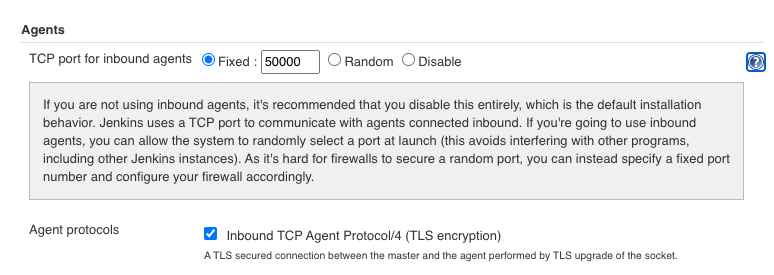 Agents
TCP port for inbound agents Fixed : 50000 Random Disable ?
If you are not using inbound agents, it's recommended that you disable this entirely, which is the default installation
behavior. Jenkins uses a TCP port to communicate with agents connected inbound. If you're going to use inbound
agents, you can allow the system to randomly select a port at launch (this avoids interfering with other programs,
including other Jenkins instances). As it's hard for firewalls to secure a random port, you can instead specify a fixed port
number and configure your firewall accordingly.
Agent protocols Inbound TCP Agent Protocol/4 (TLS encryption)
A TLS secured connection between the master and the agent performed by TLS upgrade of the socket.